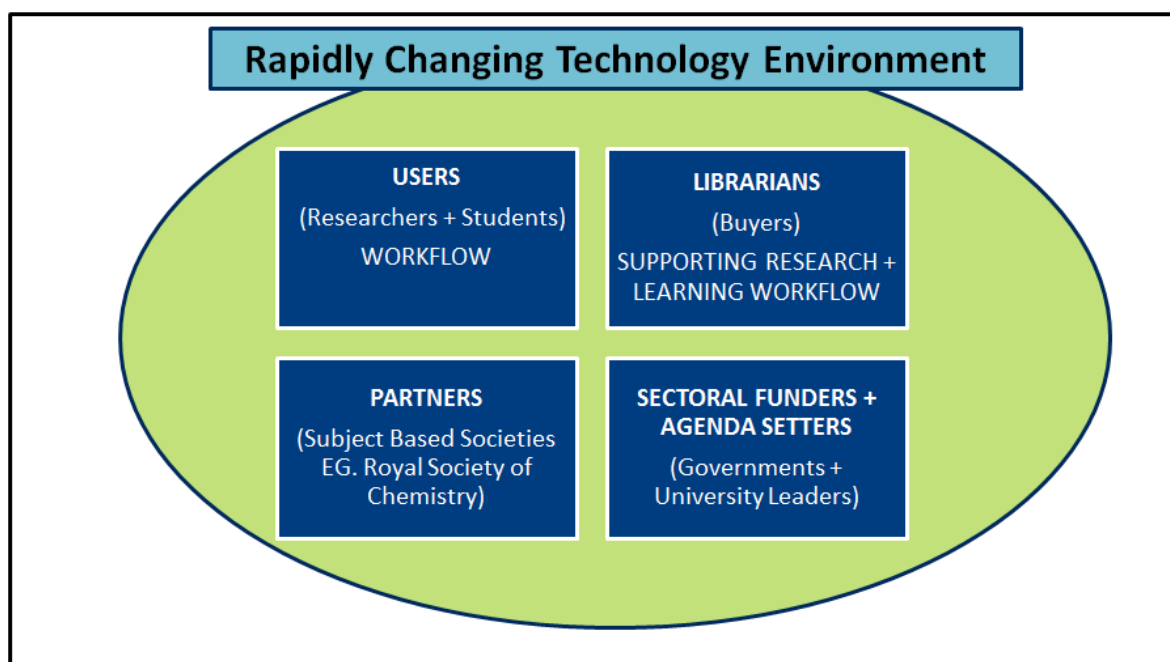 Rapidly Changing Technology Environment
USERS
(Researchers + Students)
WORKFLOW
LIBRARIANS
(Buyers)
SUPPORTING RESEARCH +
LEARNING WORKFLOW
PARTNERS
(Subject Based Societies
EG. Royal Society of
Chemistry)
SECTORAL FUNDERS +
AGENDA SETTERS
(Governments +
University Leaders)